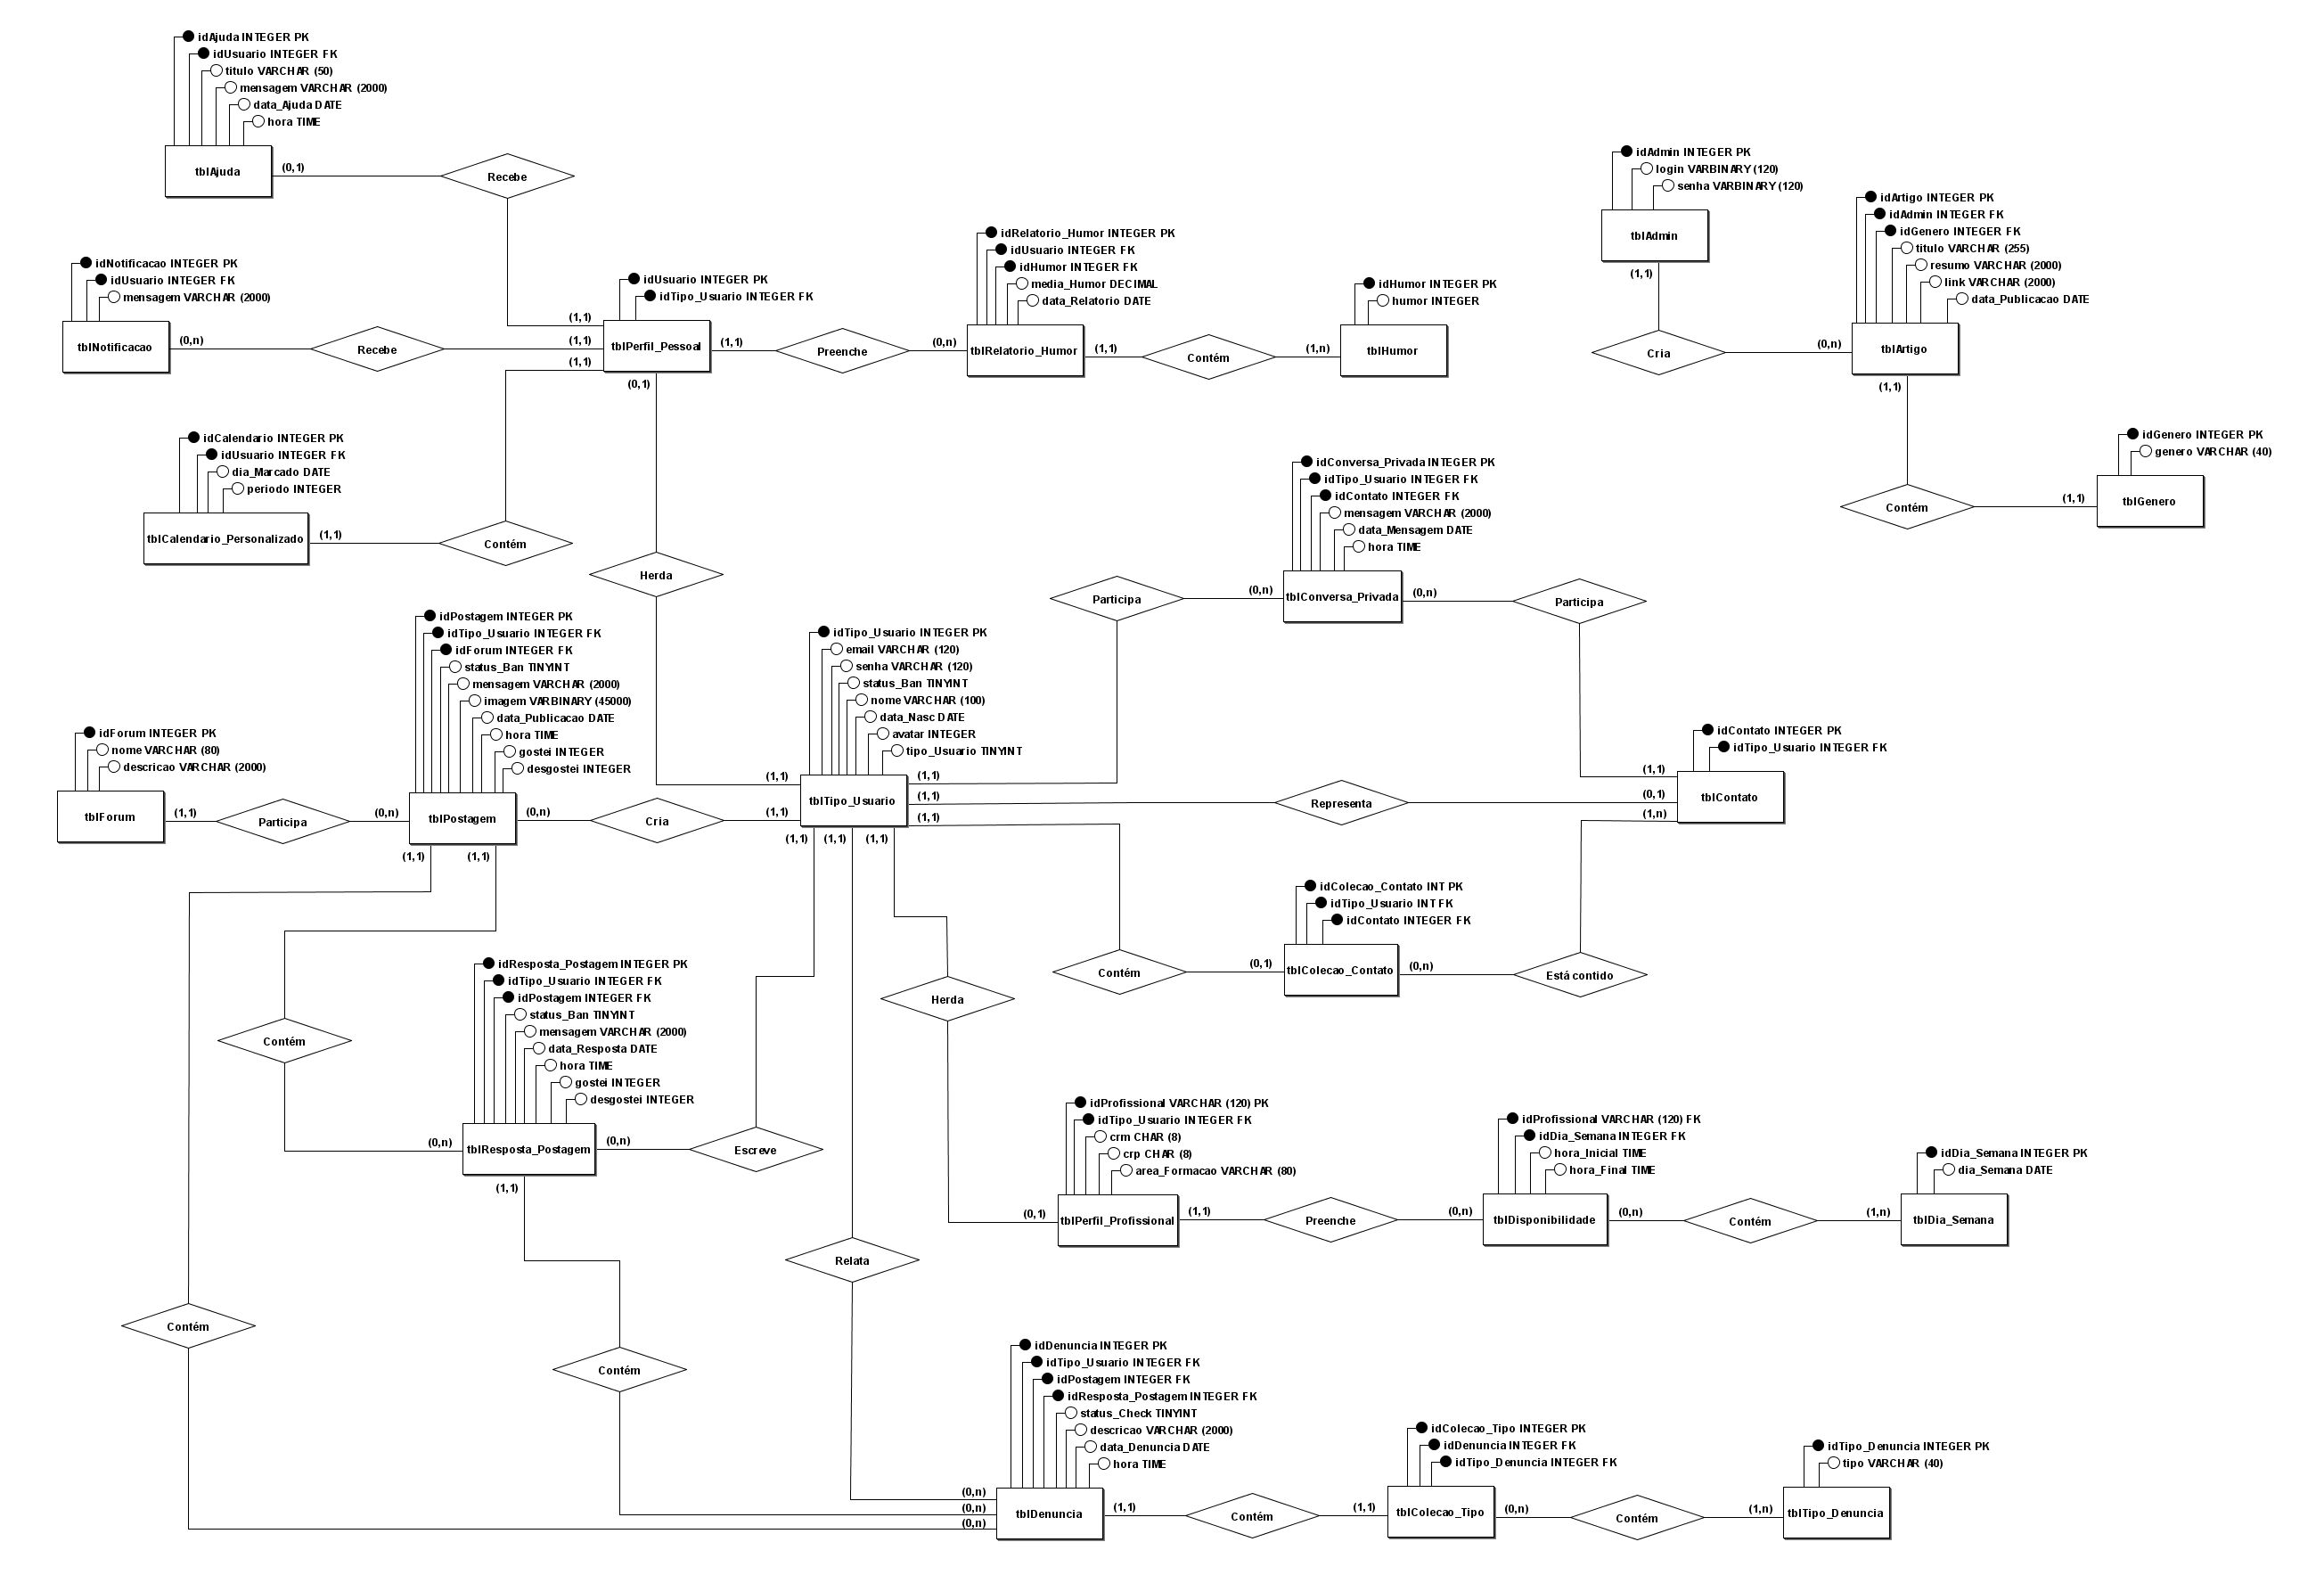 idAjuda INTEGER PK
idUsuario INTEGER FK
titulo VARCHAR (50)
mensagem VARCHAR (2000)
data_Ajuda DATE
hora TIME
tblAjuda
(0,1)
Recebe
(1,1)
idNotificacao INTEGER PK
idUsuario INTEGER FK
mensagem VARCHAR (2000)
tblNotificacao
(0,n)
Recebe
(1,1)
idCalendario INTEGER PK
idUsuario INTEGER FK
dia_Marcado DATE
periodo INTEGER
tblCalendario_Personalizado
(1,1)
Contém
(1,1)
idUsuario INTEGER PK
idTipo_Usuario INTEGER FK
tblPerfil_Pessoal
(0,1)
Herda
(1,1)
(1,1)
Preenche
(0,n)
idRelatorio_Humor INTEGER PK
idUsuario INTEGER FK
idHumor INTEGER FK
media_Humor DECIMAL
data_Relatorio DATE
tblRelatorio_Humor
(1,1)
Contém
(1,n)
idHumor INTEGER PK
humor INTEGER
tblHumor
idAdmin INTEGER PK
login VARBINARY (120)
senha VARBINARY (120)
tblAdmin
(1,1)
Cria
(0,n)
idArtigo INTEGER PK
idAdmin INTEGER FK
idGenero INTEGER FK
titulo VARCHAR (255)
resumo VARCHAR (2000)
link VARCHAR (2000)
data_Publicacao DATE
tblArtigo
(1,1)
Contém
(1,1)
idGenero INTEGER PK
genero VARCHAR (40)
tblGenero
idConversa_Privada INTEGER PK
idTipo_Usuario INTEGER FK
idContato INTEGER FK
mensagem VARCHAR (2000)
data_Mensagem DATE
hora TIME
tblConversa_Privada
Participa
(0,n)
(0,n)
Participa
idForum INTEGER PK
nome VARCHAR (80)
descricao VARCHAR (2000)
tblForum
(1,1)
Participa
(0,n)
idPostagem INTEGER PK
idTipo_Usuario INTEGER FK
idForum INTEGER FK
status_Ban TINYINT
mensagem VARCHAR (2000)
imagem VARBINARY (45000)
data_Publicacao DATE
hora TIME
gostei INTEGER
desgostei INTEGER
tblPostagem
(1,1)
(1,1)
(0,n)
Cria
(1,1)
idTipo_Usuario INTEGER PK
email VARCHAR (120)
senha VARCHAR (120)
status_Ban TINYINT
nome VARCHAR (100)
data_Nasc DATE
avatar INTEGER
tipo_Usuario TINYINT
tblTipo_Usuario
(1,1)
(1,1)
(1,1)
(1,1)
(1,1)
(1,1)
Representa
idContato INTEGER PK
idTipo_Usuario INTEGER FK
tblContato
(1,1)
(0,1)
(1,n)
idColecao_Contato INT PK
idTipo_Usuario INT FK
idContato INTEGER FK
tblColecao_Contato
Contém
(0,1)
(0,n)
Está contido
Contém
(0,n)
idResposta_Postagem INTEGER PK
idTipo_Usuario INTEGER FK
idPostagem INTEGER FK
status_Ban TINYINT
mensagem VARCHAR (2000)
data_Resposta DATE
hora TIME
gostei INTEGER
desgostei INTEGER
tblResposta_Postagem
(0,n)
Escreve
(1,1)
Herda
(0,1)
idProfissional VARCHAR (120) PK
idTipo_Usuario INTEGER FK
crm CHAR (8)
crp CHAR (8)
area_Formacao VARCHAR (80)
tblPerfil_Profissional
(1,1)
Preenche
(0,n)
idProfissional VARCHAR (120) FK
idDia_Semana INTEGER FK
hora_Inicial TIME
hora_Final TIME
tblDisponibilidade
(0,n)
Contém
(1,n)
idDia_Semana INTEGER PK
dia_Semana DATE
tblDia_Semana
Relata
Contém
Contém
idDenuncia INTEGER PK
idTipo_Usuario INTEGER FK
idPostagem INTEGER FK
idResposta_Postagem INTEGER FK
status_Check TINYINT
descricao VARCHAR (2000)
data_Denuncia DATE
hora TIME
(0,n)
(0,n)
(0,n)
tblDenuncia
(1,1)
Contém
(1,1)
idColecao_Tipo INTEGER PK
idDenuncia INTEGER FK
idTipo_Denuncia INTEGER FK
tblColecao_Tipo
(0,n)
Contém
(1,n)
idTipo_Denuncia INTEGER PK
tipo VARCHAR (40)
tblTipo_Denuncia